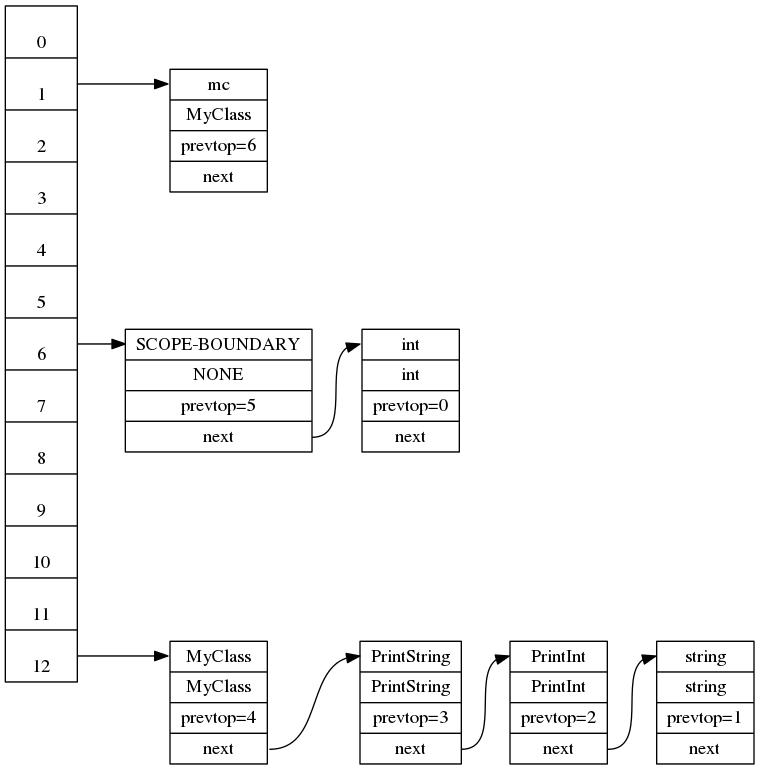 0
1
2
3
4
5
6
7
8
9
10
11
12
mc
MyClass
prevtop=6
next
SCOPE-BOUNDARY
NONE
prevtop=5
next
int
int
prevtop=0
next
MyClass
MyClass
prevtop=4
next
PrintString
PrintString
prevtop=3
next
PrintInt
PrintInt
prevtop=2
next
string
string
prevtop=1
next